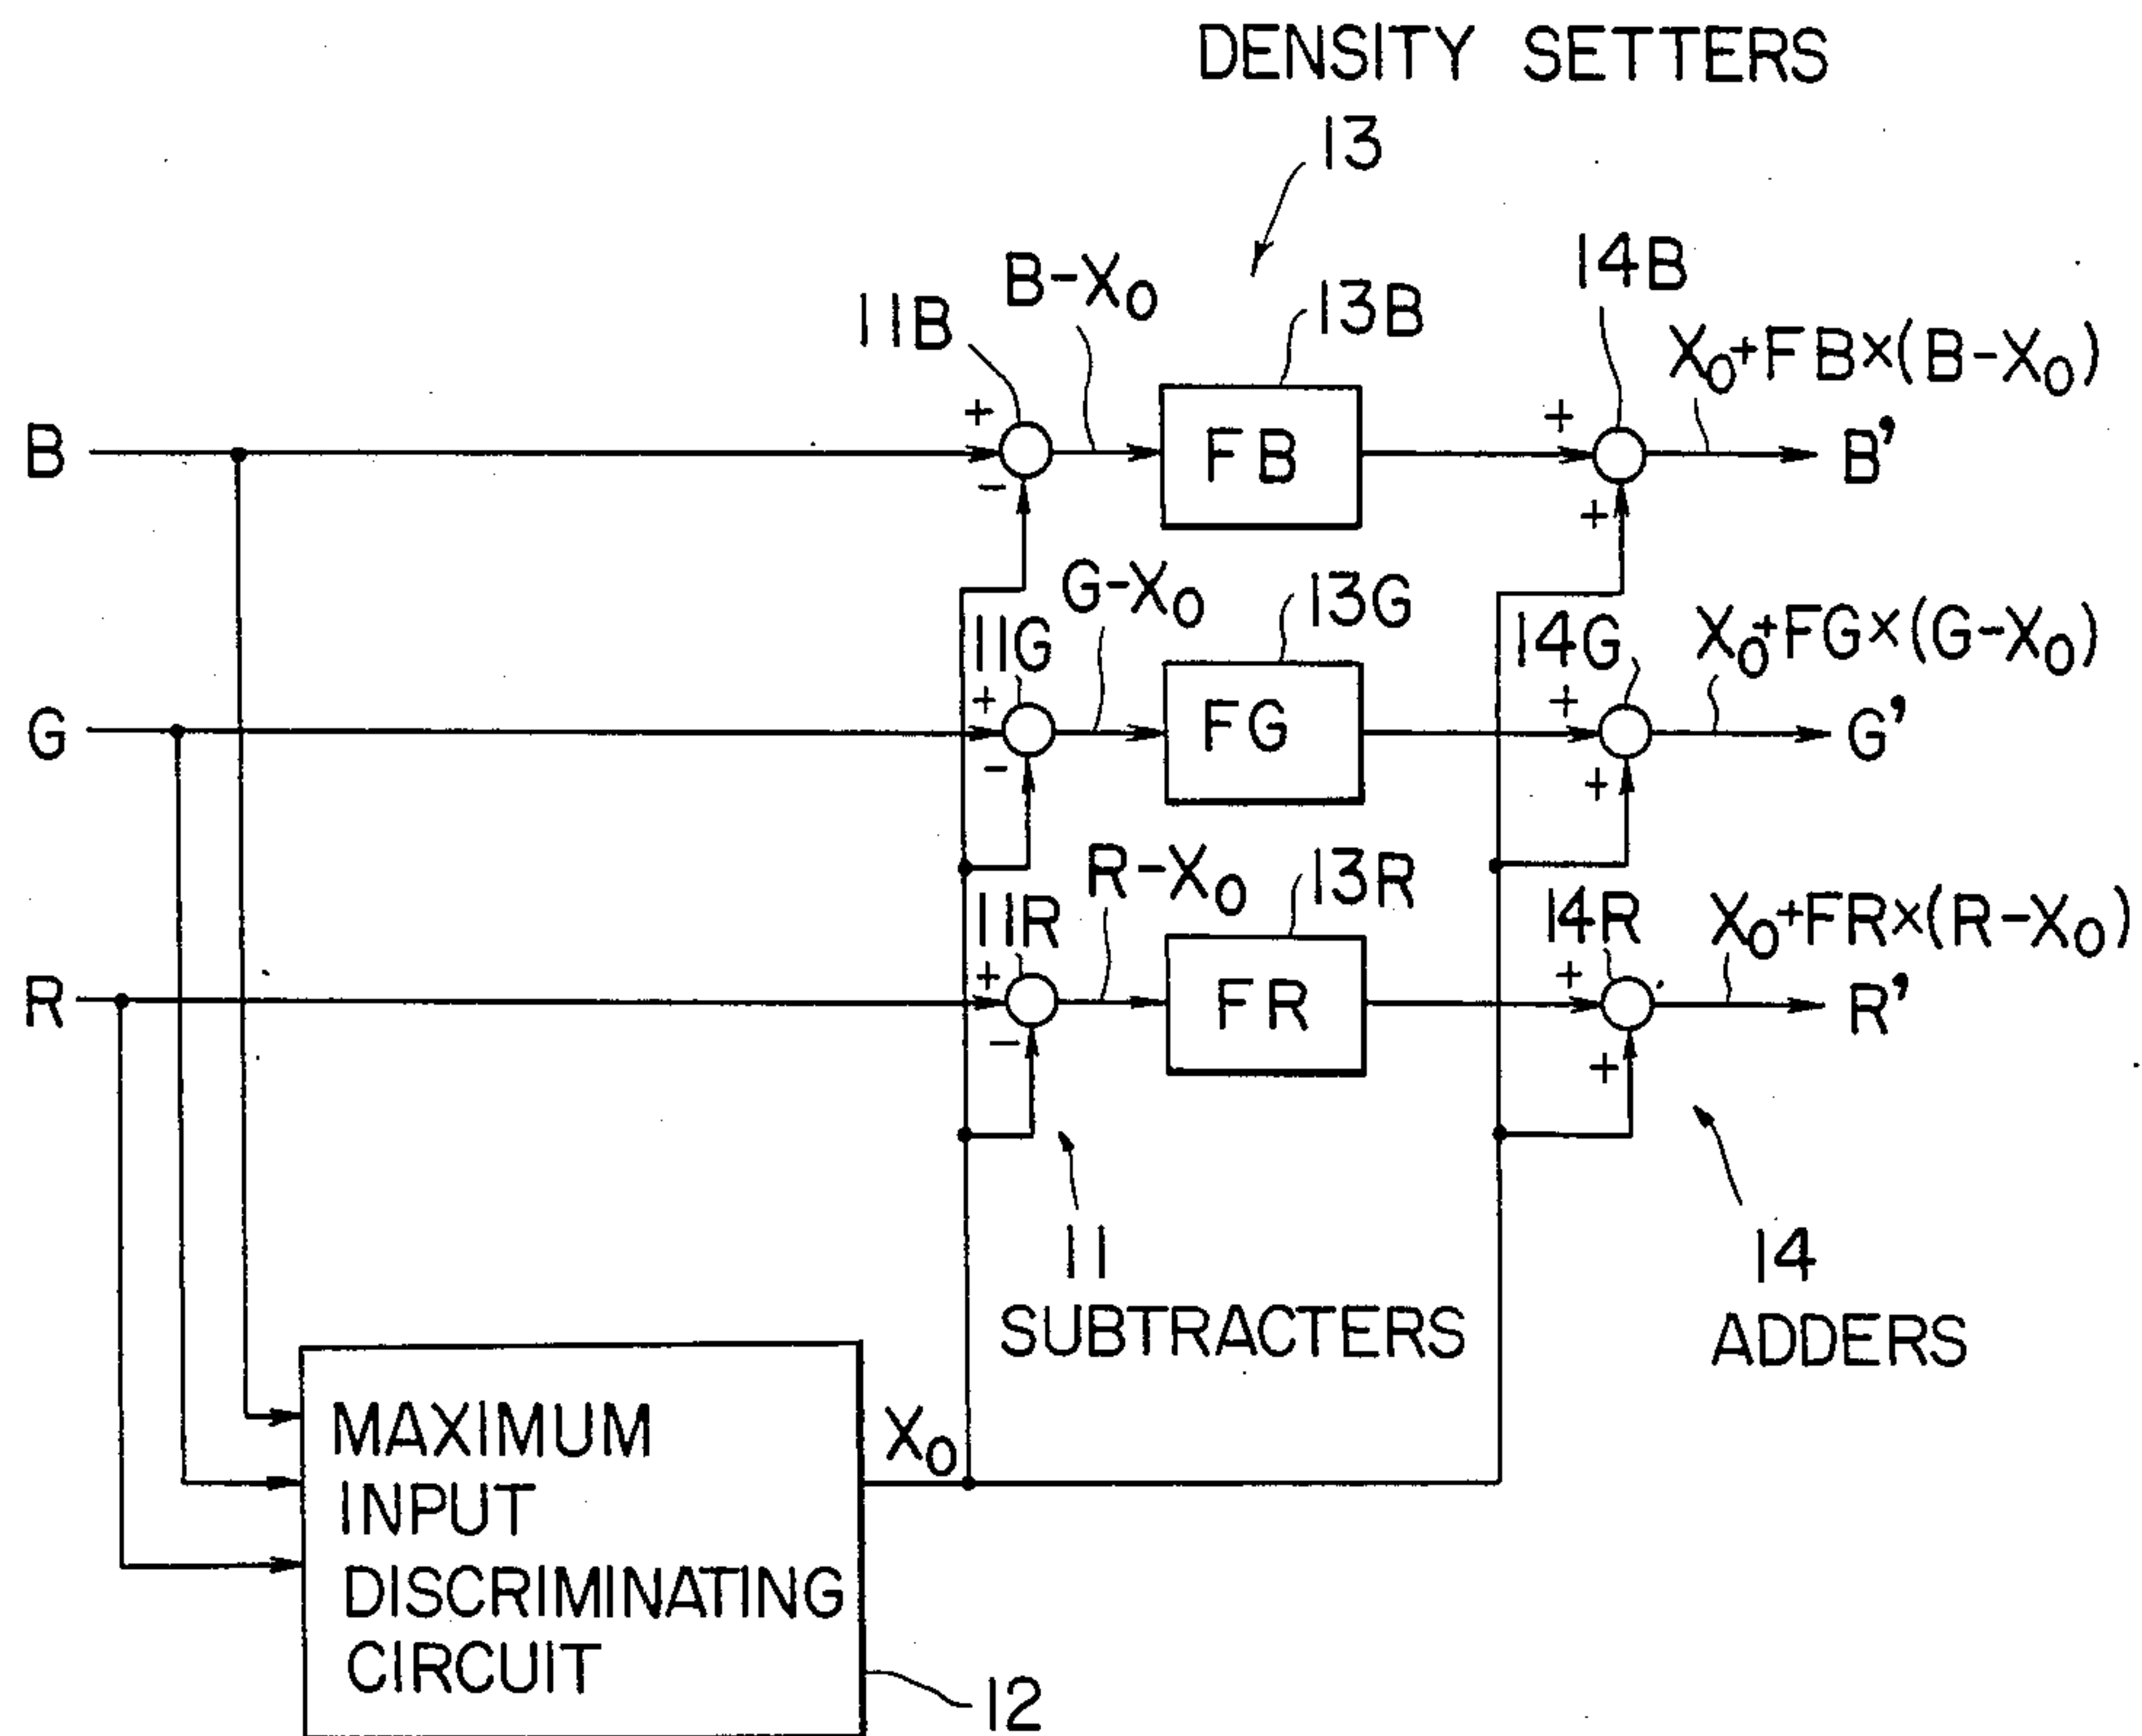 DENSITY SETTERS
13
11B
B-X₀
13B
14B
X₀+FB×(B-X₀)
B
+
-
FB
+
+
B'
11G
G-X₀
13G
14G
X₀+FG×(G-X₀)
G
+
-
FG
+
+
G'
11R
R-X₀
13R
14R
X₀+FR×(R-X₀)
R
+
-
FR
+
+
R'
11
SUBTRACTERS
14
ADDERS
MAXIMUM
INPUT
DISCRIMINATING
CIRCUIT
X₀
12